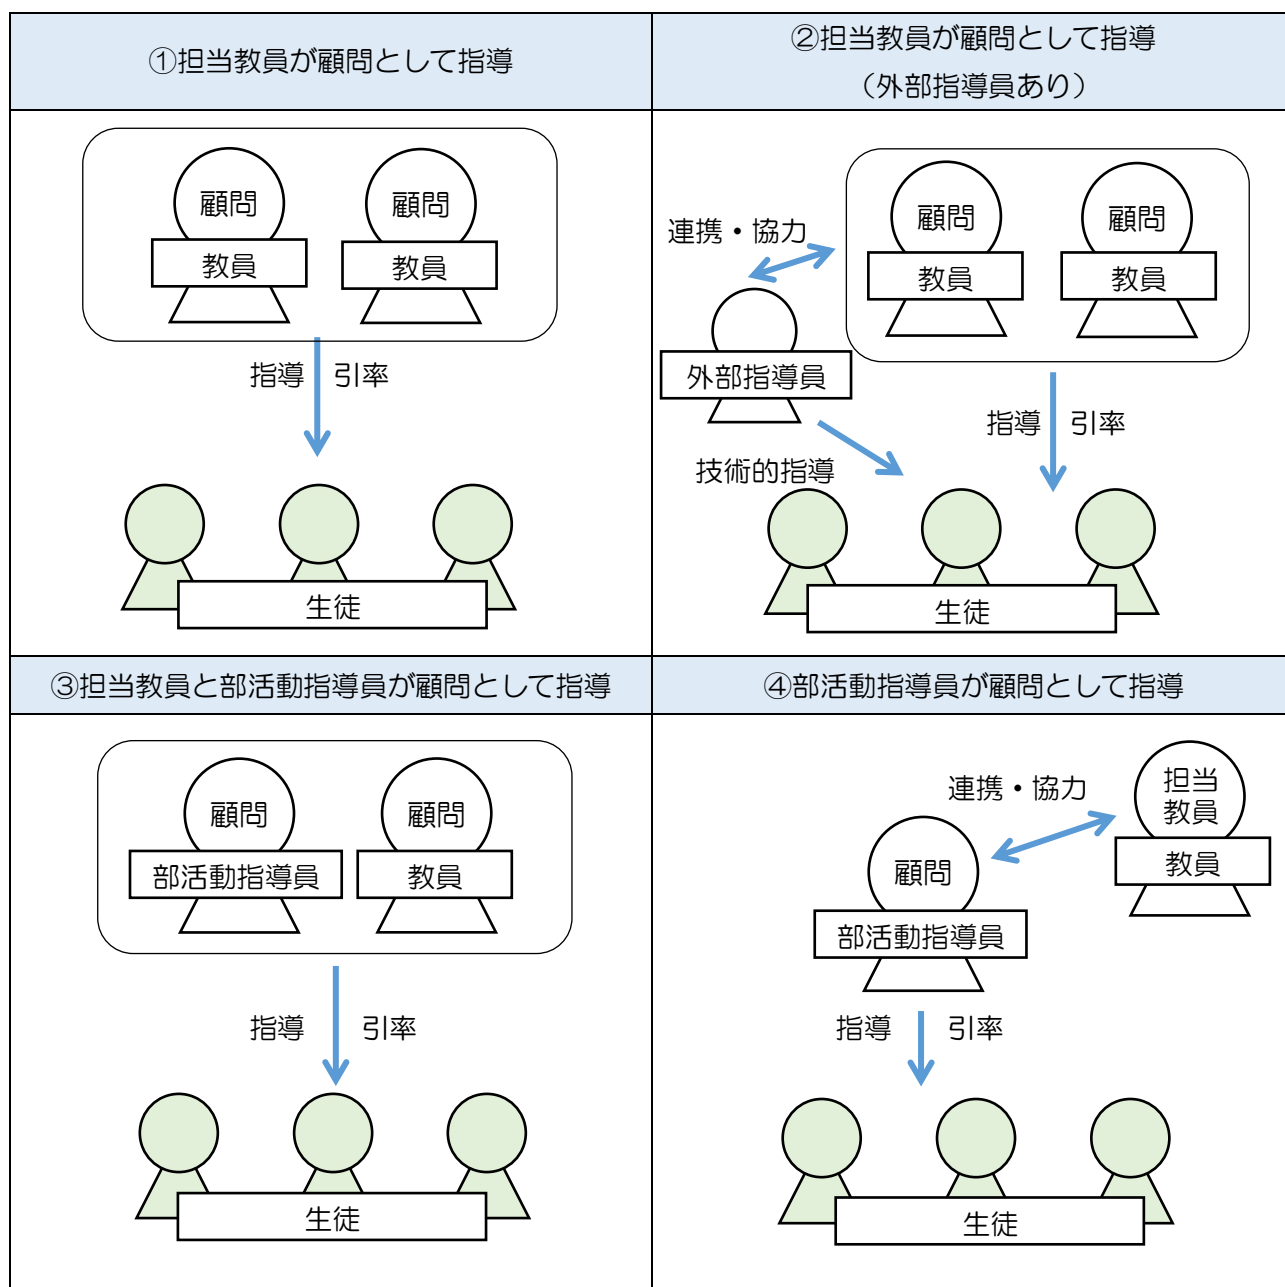 ①担当教員が顧問として指導
顧問
顧問
教員
教員
指導
引率
生徒
②担当教員が顧問として指導
（外部指導員あり）
顧問
顧問
連携・協力
教員
教員
外部指導員
指導
引率
技術的指導
生徒
③担当教員と部活動指導員が顧問として指導
顧問
顧問
部活動指導員
教員
指導
引率
生徒
④部活動指導員が顧問として指導
担当
教員
連携・協力
教員
顧問
部活動指導員
指導
引率
生徒